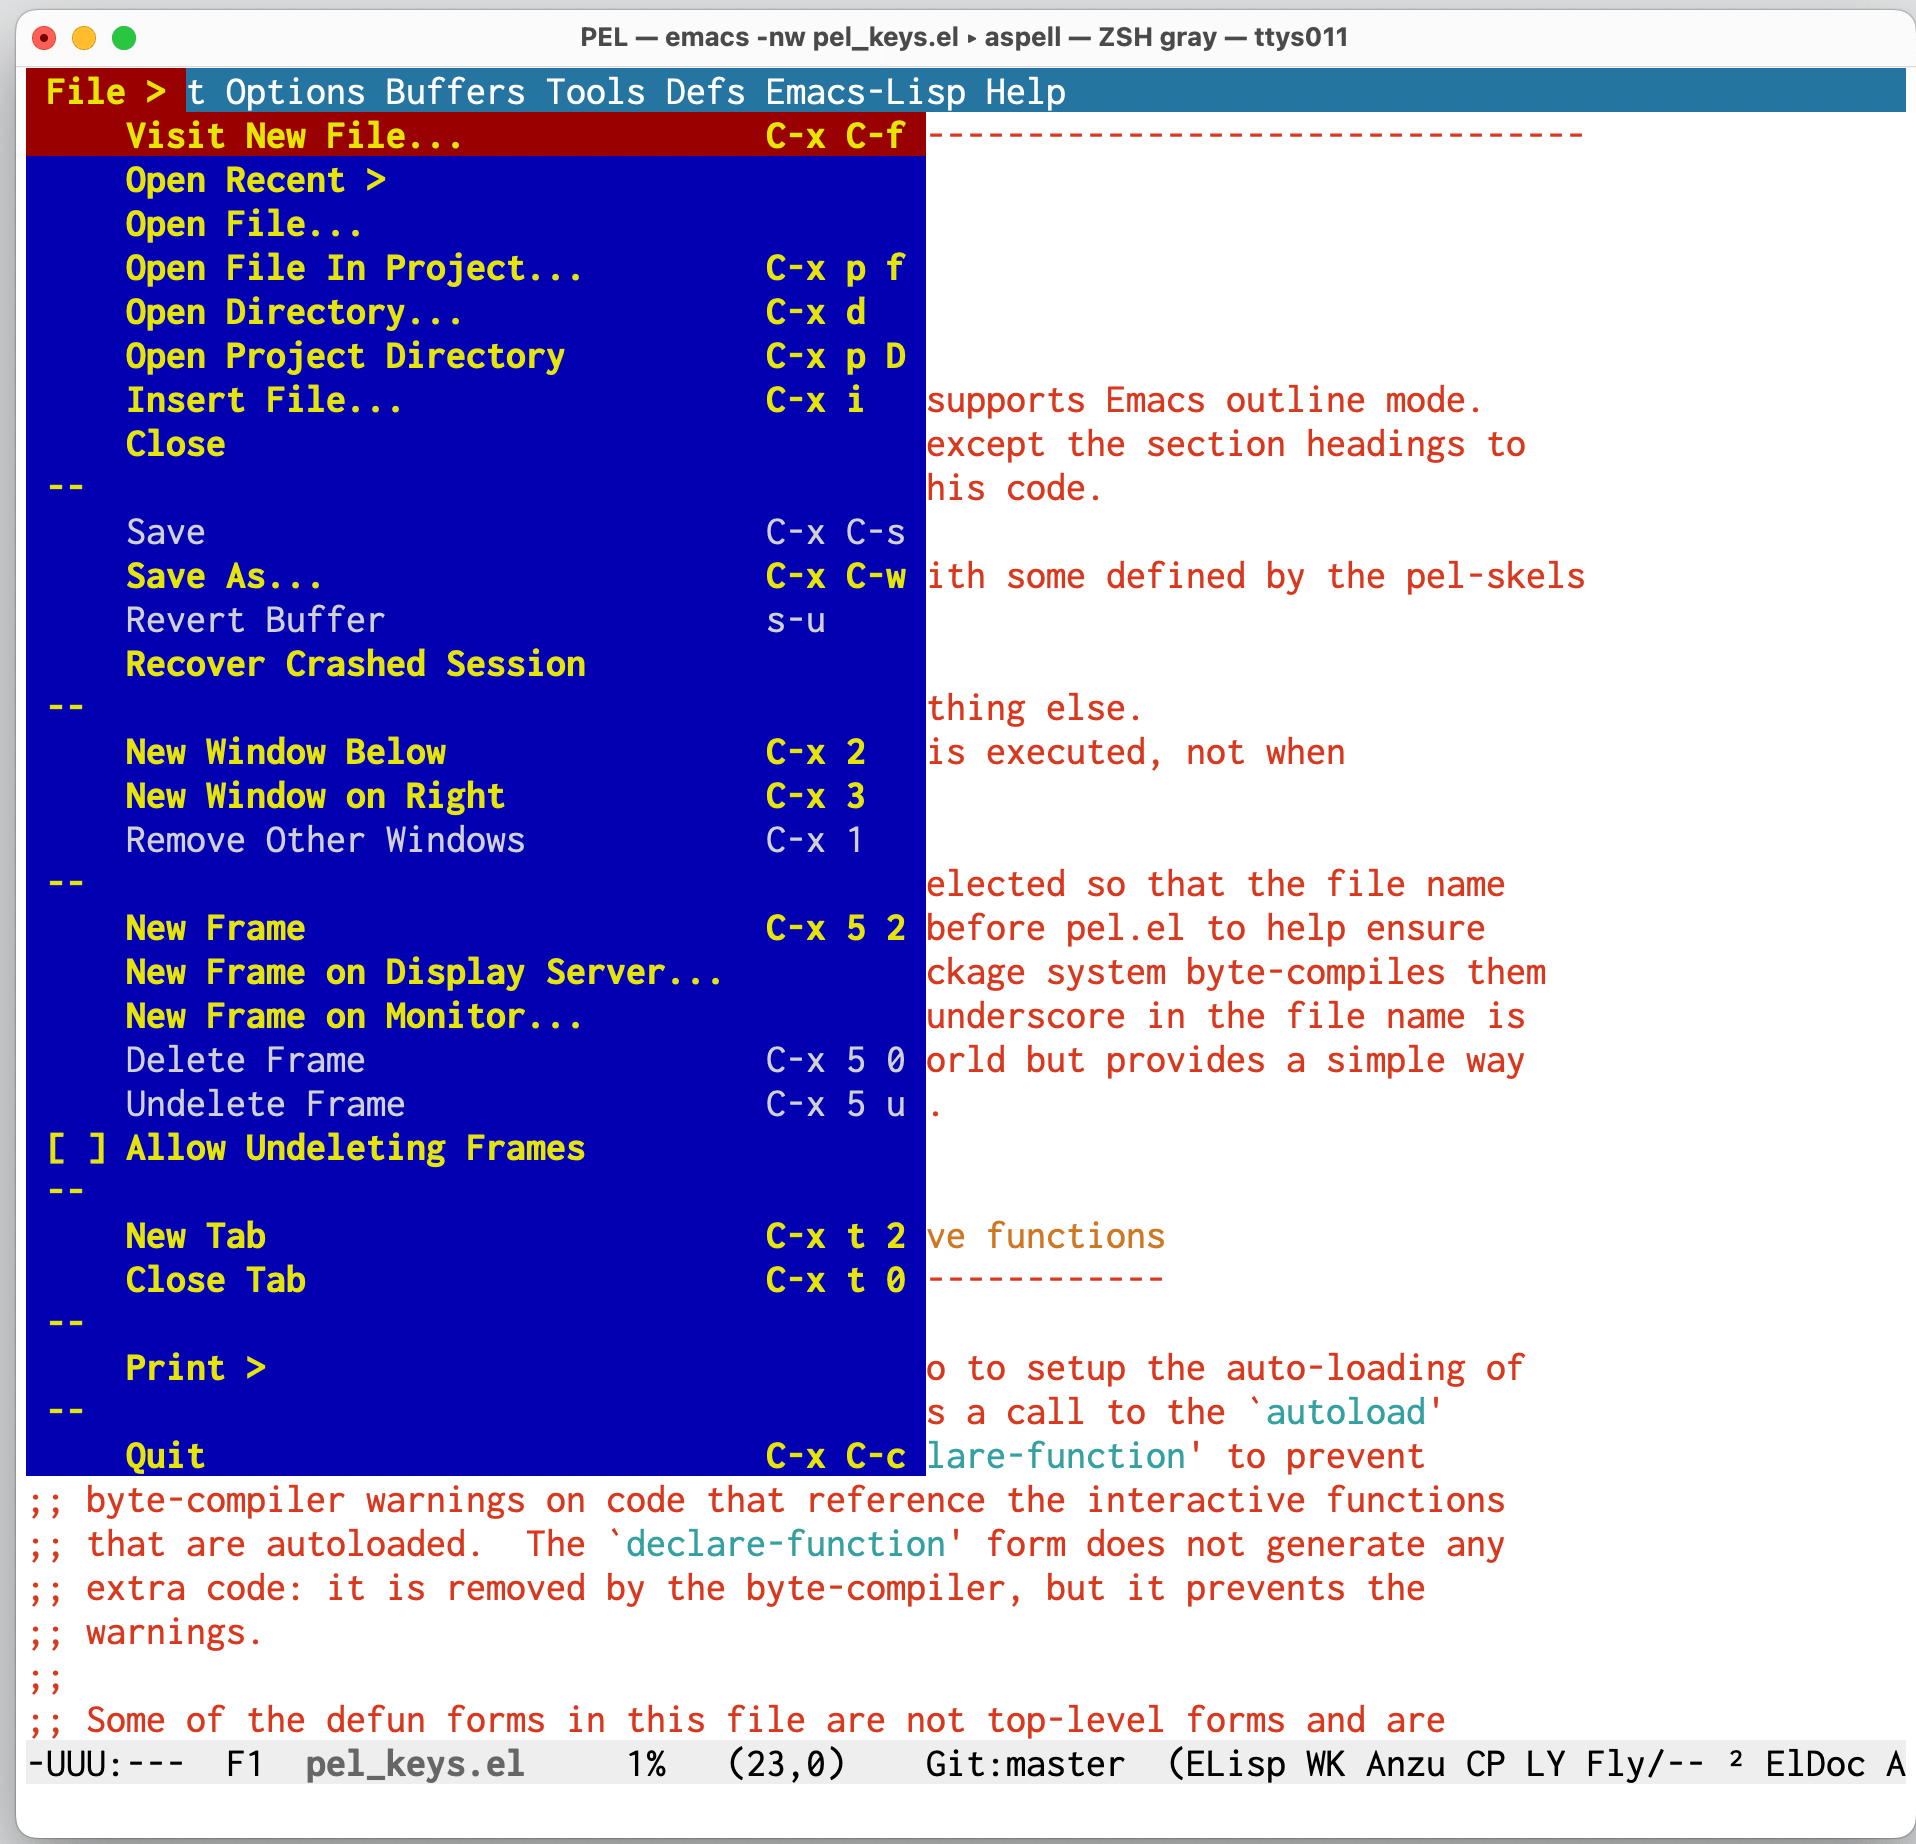 PEL — emacs -nw pel_keys.el ▸ aspell — ZSH gray — ttys011
File > t Options Buffers Tools Defs Emacs-Lisp Help
Visit New File... C-x C-f ---------------------------------
Open Recent >
Open File...
Open File In Project... C-x p f
Open Directory... C-x d
Open Project Directory C-x p D
Insert File... C-x i supports Emacs outline mode.
Close except the section headings to
-- his code.
Save C-x C-s
Save As... C-x C-w ith some defined by the pel-skels
Revert Buffer s-u
Recover Crashed Session
-- thing else.
New Window Below C-x 2 is executed, not when
New Window on Right C-x 3
Remove Other Windows C-x 1
-- elected so that the file name
New Frame C-x 5 2 before pel.el to help ensure
New Frame on Display Server... ckage system byte-compiles them
New Frame on Monitor... underscore in the file name is
Delete Frame C-x 5 0 orld but provides a simple way
Undelete Frame C-x 5 u .
[ ] Allow Undeleting Frames
--
New Tab C-x t 2 ve functions
Close Tab C-x t 0 ------------
--
Print > o to setup the auto-loading of
-- s a call to the `autoload'
Quit C-x C-c lare-function' to prevent
;; byte-compiler warnings on code that reference the interactive functions
;; that are autoloaded.  The `declare-function' form does not generate any
;; extra code: it is removed by the byte-compiler, but it prevents the
;; warnings.
;;
;; Some of the defun forms in this file are not top-level forms and are
-UUU:--- F1 pel_keys.el 1% (23,0) Git:master (ELisp WK Anzu CP LY Fly/-- ² ElDoc A